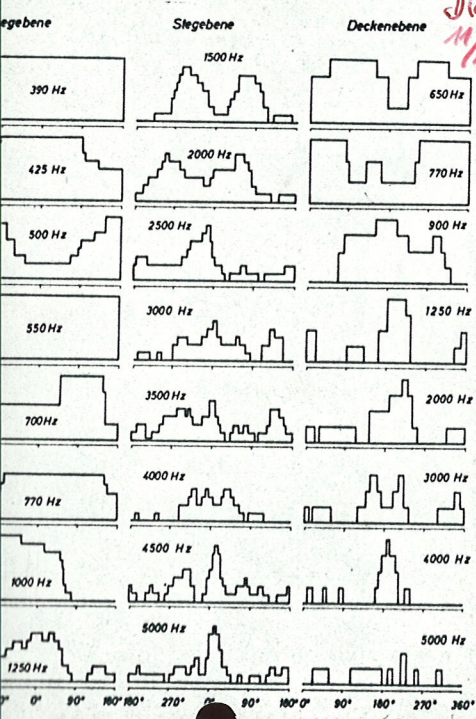 egebene Stegebene Deckenebene
390 Hz 1500 Hz 650 Hz
425 Hz 2000 Hz 770 Hz
500 Hz 2500 Hz 900 Hz
550 Hz 3000 Hz 1250 Hz
700 Hz 3500 Hz 2000 Hz
770 Hz 4000 Hz 3000 Hz
1000 Hz 4500 Hz 4000 Hz
1250 Hz 5000 Hz 5000 Hz
0° 0° 90° 180° 180° 270° 0° 90° 180° 0° 90° 180° 270° 360°